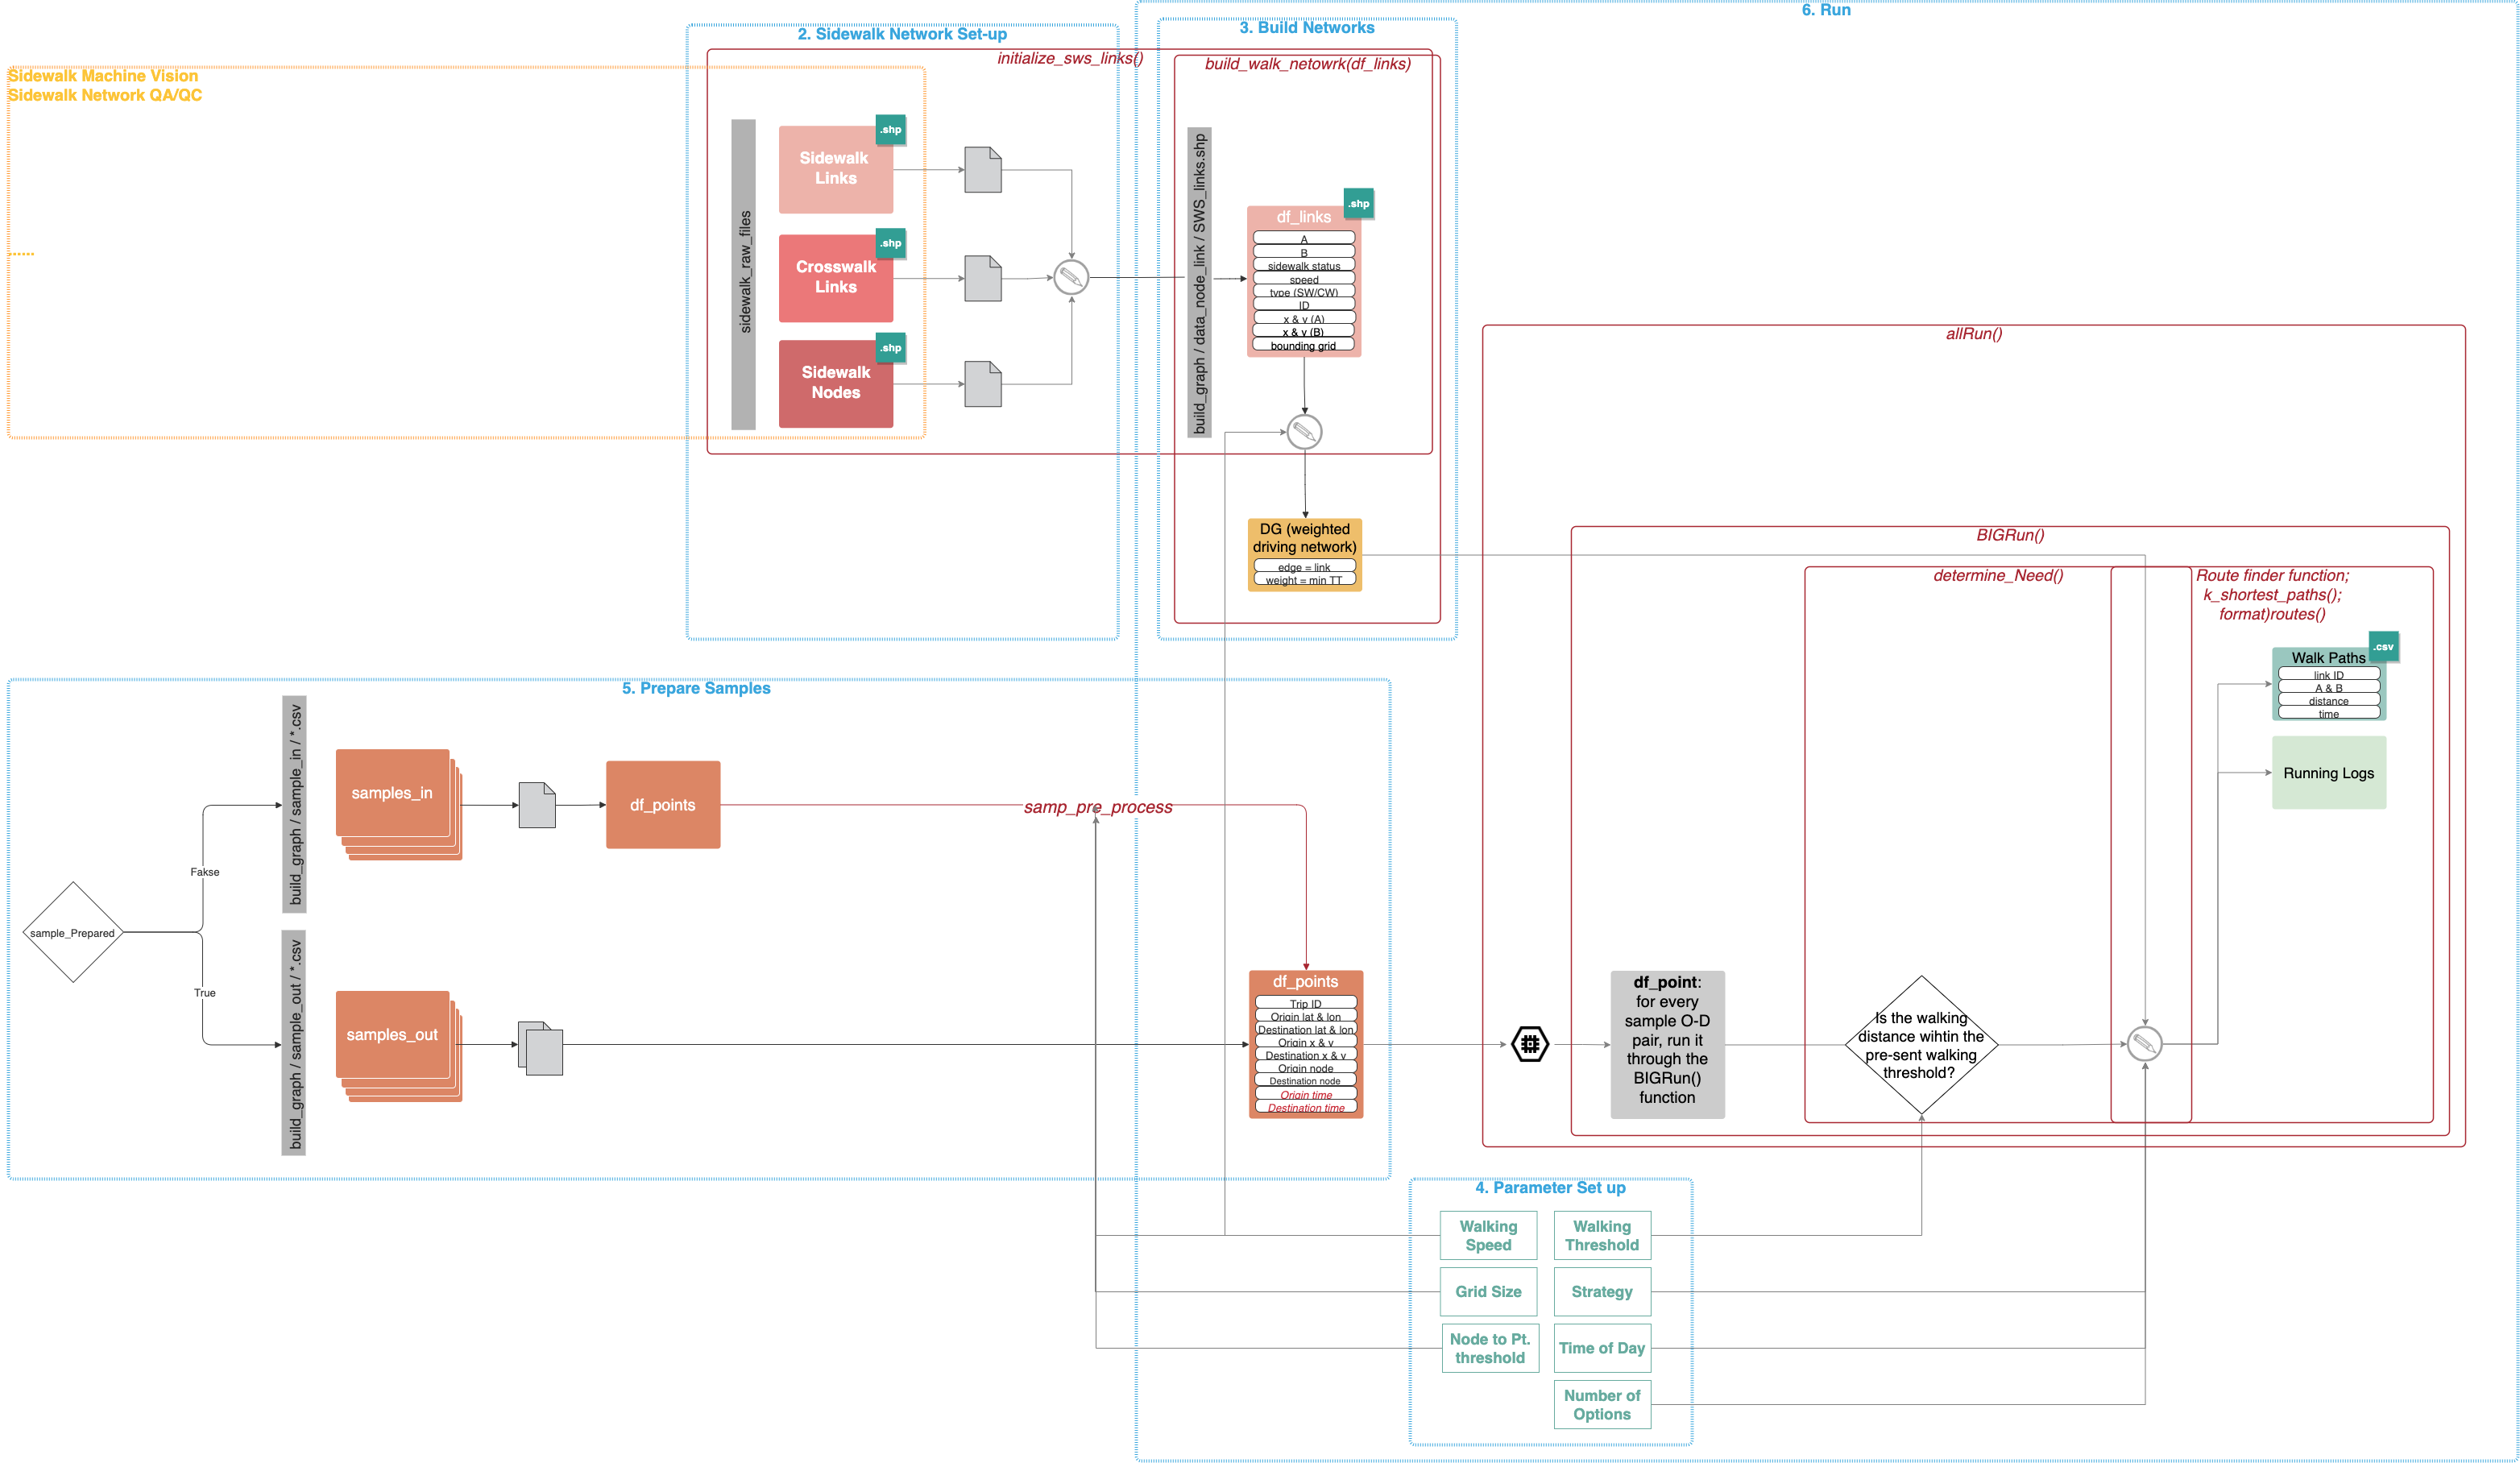 6. Run
2. Sidewalk Network Set-up
3. Build Networks
initialize_sws_links()
build_walk_netowrk(df_links)
Sidewalk Machine Vision
Sidewalk Network QA/QC
sidewalk_raw_files
.shp
Sidewalk
Links
.shp
Crosswalk
Links
.shp
Sidewalk
Nodes
build_graph / data_node_link / SWS_links.shp
.shp
df_links
A
B
sidewalk status
speed
type (SW/CW)
ID
x & y (A)
x & y (B)
bounding grid
DG (weighted
driving network)
edge = link
weight = min TT
allRun()
BIGRun()
determine_Need()
Route finder function;
k_shortest_paths();
format)routes()
.csv
Walk Paths
link ID
A & B
distance
time
Running Logs
5. Prepare Samples
build_graph / sample_in / *.csv
samples_in
df_points
samp_pre_process
Fakse
sample_Prepared
True
build_graph / sample_out / *.csv
samples_out
df_points
Trip ID
Origin lat & lon
Destination lat & lon
Origin x & y
Destination x & y
Origin node
Destination node
Origin time
Destination time
df_point:
for every
sample O-D
pair, run it
through the
BIGRun()
function
Is the walking
distance wihtin the
pre-sent walking
threshold?
4. Parameter Set up
Walking
Speed
Walking
Threshold
Grid Size
Strategy
Node to Pt.
threshold
Time of Day
Number of
Options